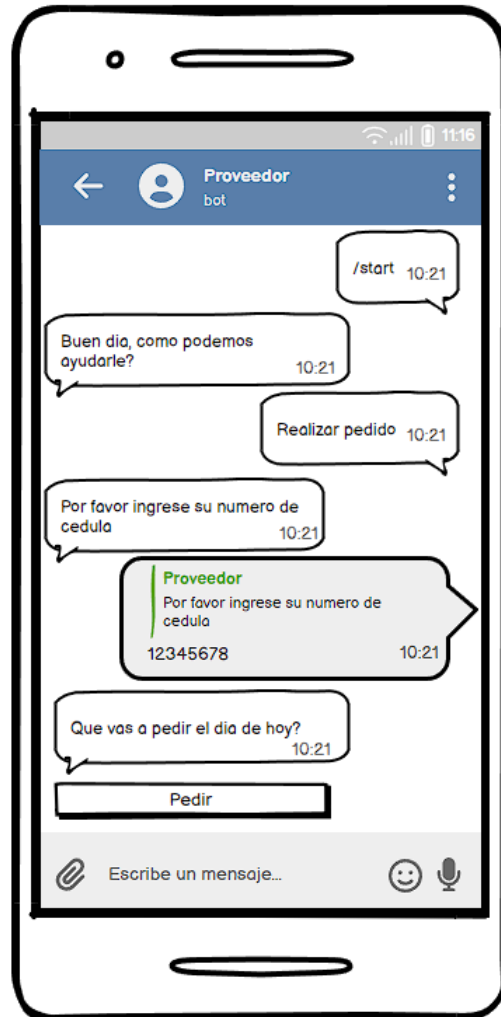 11:16
Proveedor
bot
/start 10:21
Buen dia, como podemos
ayudarle?
10:21
Realizar pedido 10:21
Por favor ingrese su numero de
cedula
10:21
Proveedor
Por favor ingrese su numero de
cedula
12345678 10:21
Que vas a pedir el dia de hoy?
10:21
Pedir
Escribe un mensaje...